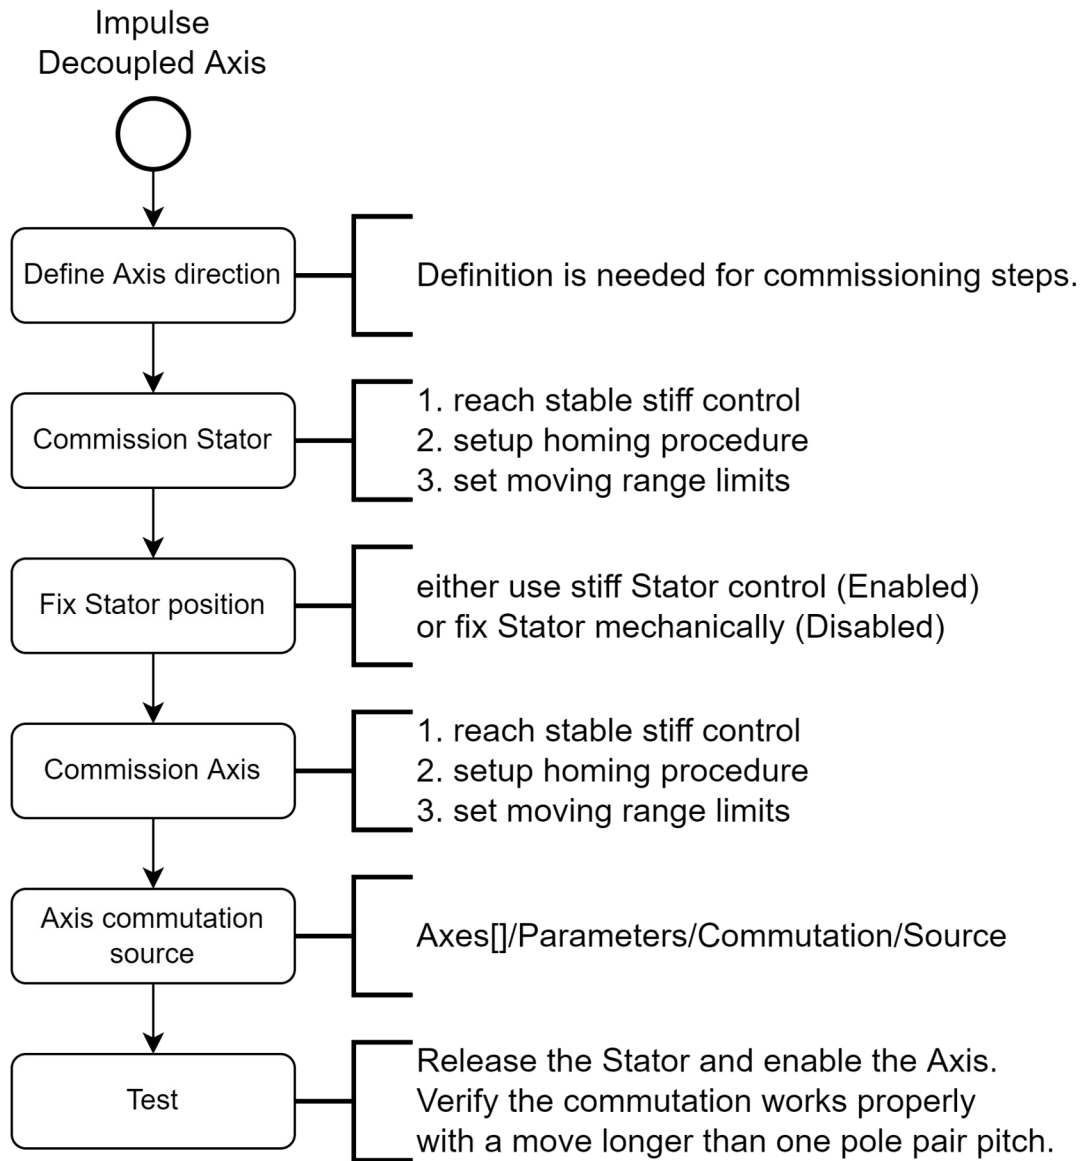 Impulse
Decoupled Axis
Define Axis direction
Definition is needed for commissioning steps.
Commission Stator
1. reach stable stiff control
2. setup homing procedure
3. set moving range limits
Fix Stator position
either use stiff Stator control (Enabled)
or fix Stator mechanically (Disabled)
Commission Axis
1. reach stable stiff control
2. setup homing procedure
3. set moving range limits
Axis commutation
source
Axes[]/Parameters/Commutation/Source
Test
Release the Stator and enable the Axis.
Verify the commutation works properly
with a move longer than one pole pair pitch.